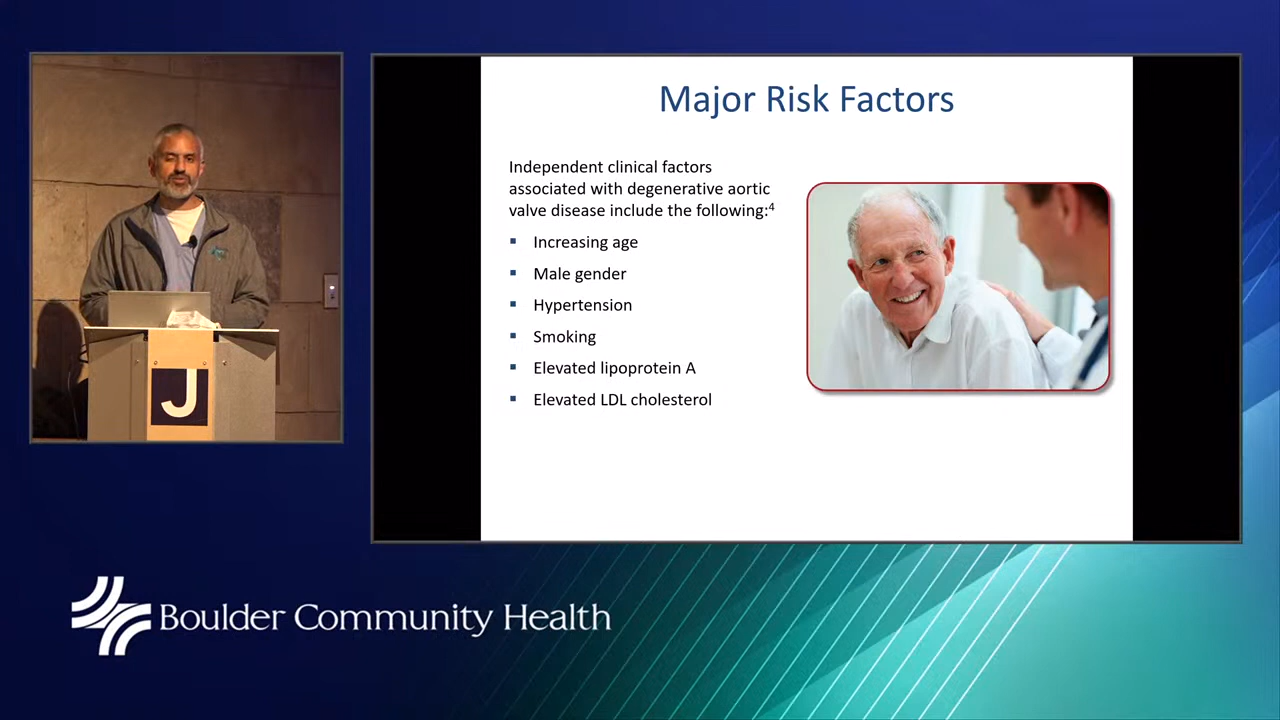 Major Risk Factors
Independent clinical factors
associated with degenerative aortic
valve disease include the following:⁴
▪ Increasing age
▪ Male gender
▪ Hypertension
▪ Smoking
▪ Elevated lipoprotein A
▪ Elevated LDL cholesterol
J
Boulder Community Health